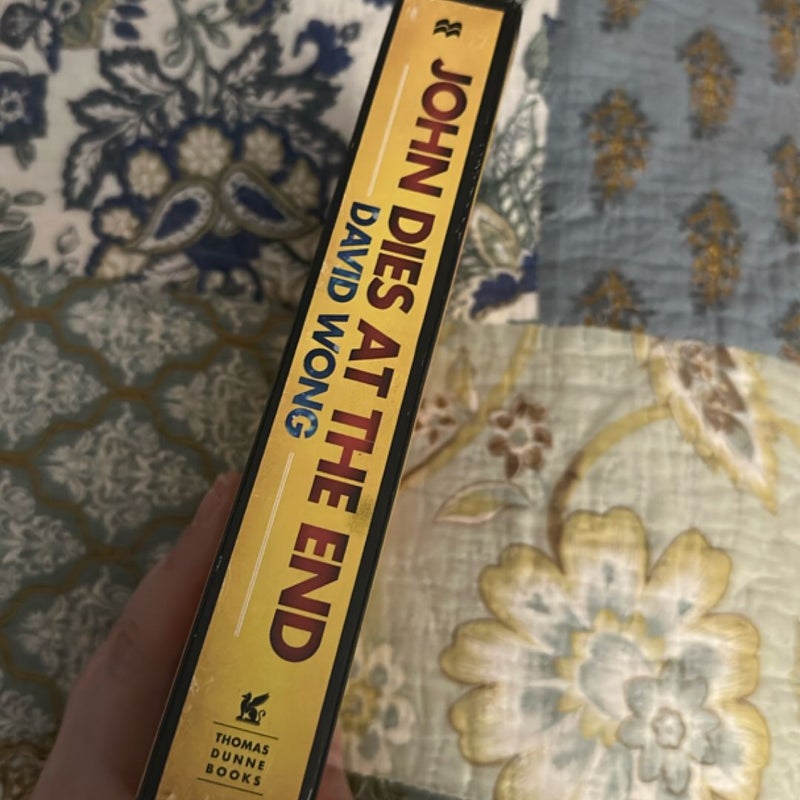 JOHN DIES AT THE END
DAVID WONG
THOMAS
DUNNE
BOOKS